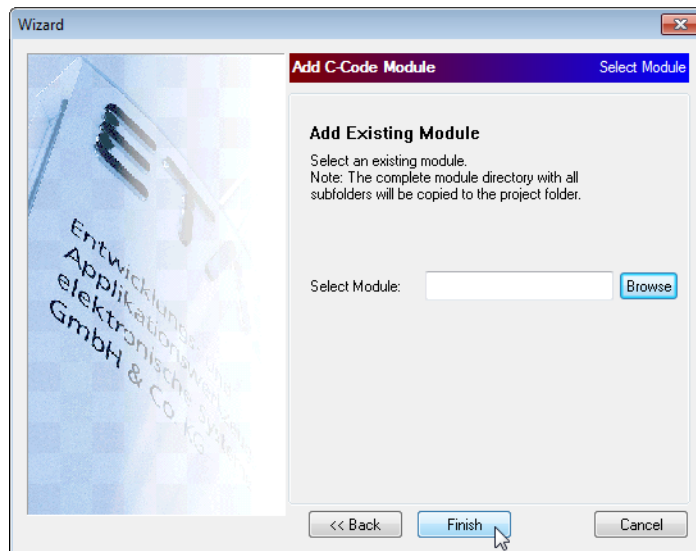 Wizard
Add C-Code Module
Select Module
ET
Entwicklungs- und
Applikationswerkzeuge
elektronische Syste
GmbH & Co. KG
Add Existing Module
Select an existing module.
Note: The complete module directory with all
subfolders will be copied to the project folder.
Select Module:
Browse
<< Back
Finish
Cancel